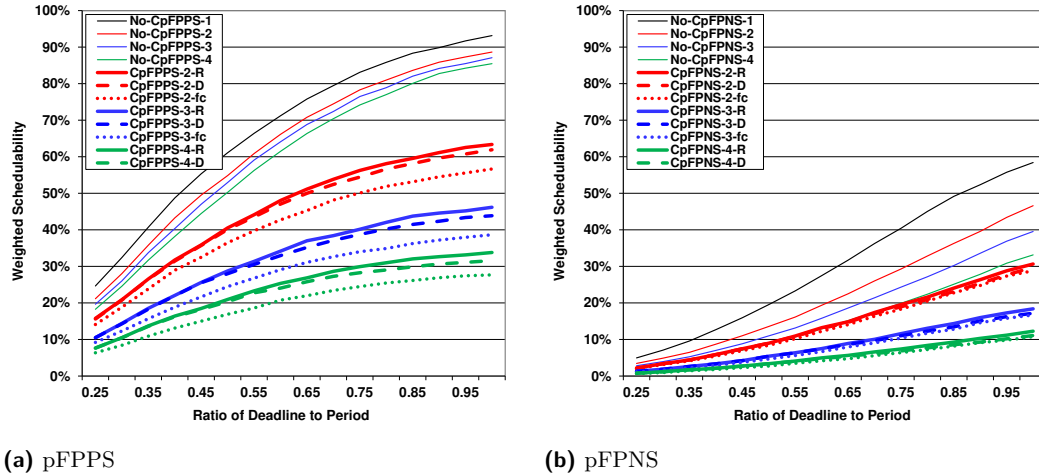 100%
90%
80%
70%
60%
50%
40%
30%
20%
10%
0%
Weighted Schedulability
No-CpFPPS-1
No-CpFPPS-2
No-CpFPPS-3
No-CpFPPS-4
CpFPPS-2-R
CpFPPS-2-D
CpFPPS-2-fc
CpFPPS-3-R
CpFPPS-3-D
CpFPPS-3-fc
CpFPPS-4-R
CpFPPS-4-D
0.25 0.35 0.45 0.55 0.65 0.75 0.85 0.95
Ratio of Deadline to Period
(a) pFPPS
100%
90%
80%
70%
60%
50%
40%
30%
20%
10%
0%
Weighted Schedulability
No-CpFPNS-1
No-CpFPNS-2
No-CpFPNS-3
No-CpFPNS-4
CpFPNS-2-R
CpFPNS-2-D
CpFPNS-2-fc
CpFPNS-3-R
CpFPNS-3-D
CpFPNS-3-fc
CpFPNS-4-R
CpFPNS-4-D
0.25 0.35 0.45 0.55 0.65 0.75 0.85 0.95
Ratio of Deadline to Period
(b) pFPNS